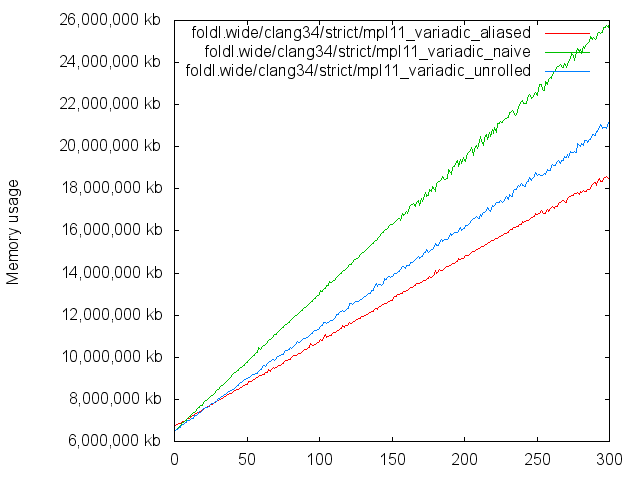 foldl.wide/clang34/strict/mpl11_variadic_aliased
foldl.wide/clang34/strict/mpl11_variadic_naive
foldl.wide/clang34/strict/mpl11_variadic_unrolled
Memory usage
26,000,000 kb
24,000,000 kb
22,000,000 kb
20,000,000 kb
18,000,000 kb
16,000,000 kb
14,000,000 kb
12,000,000 kb
10,000,000 kb
8,000,000 kb
6,000,000 kb
0 50 100 150 200 250 300